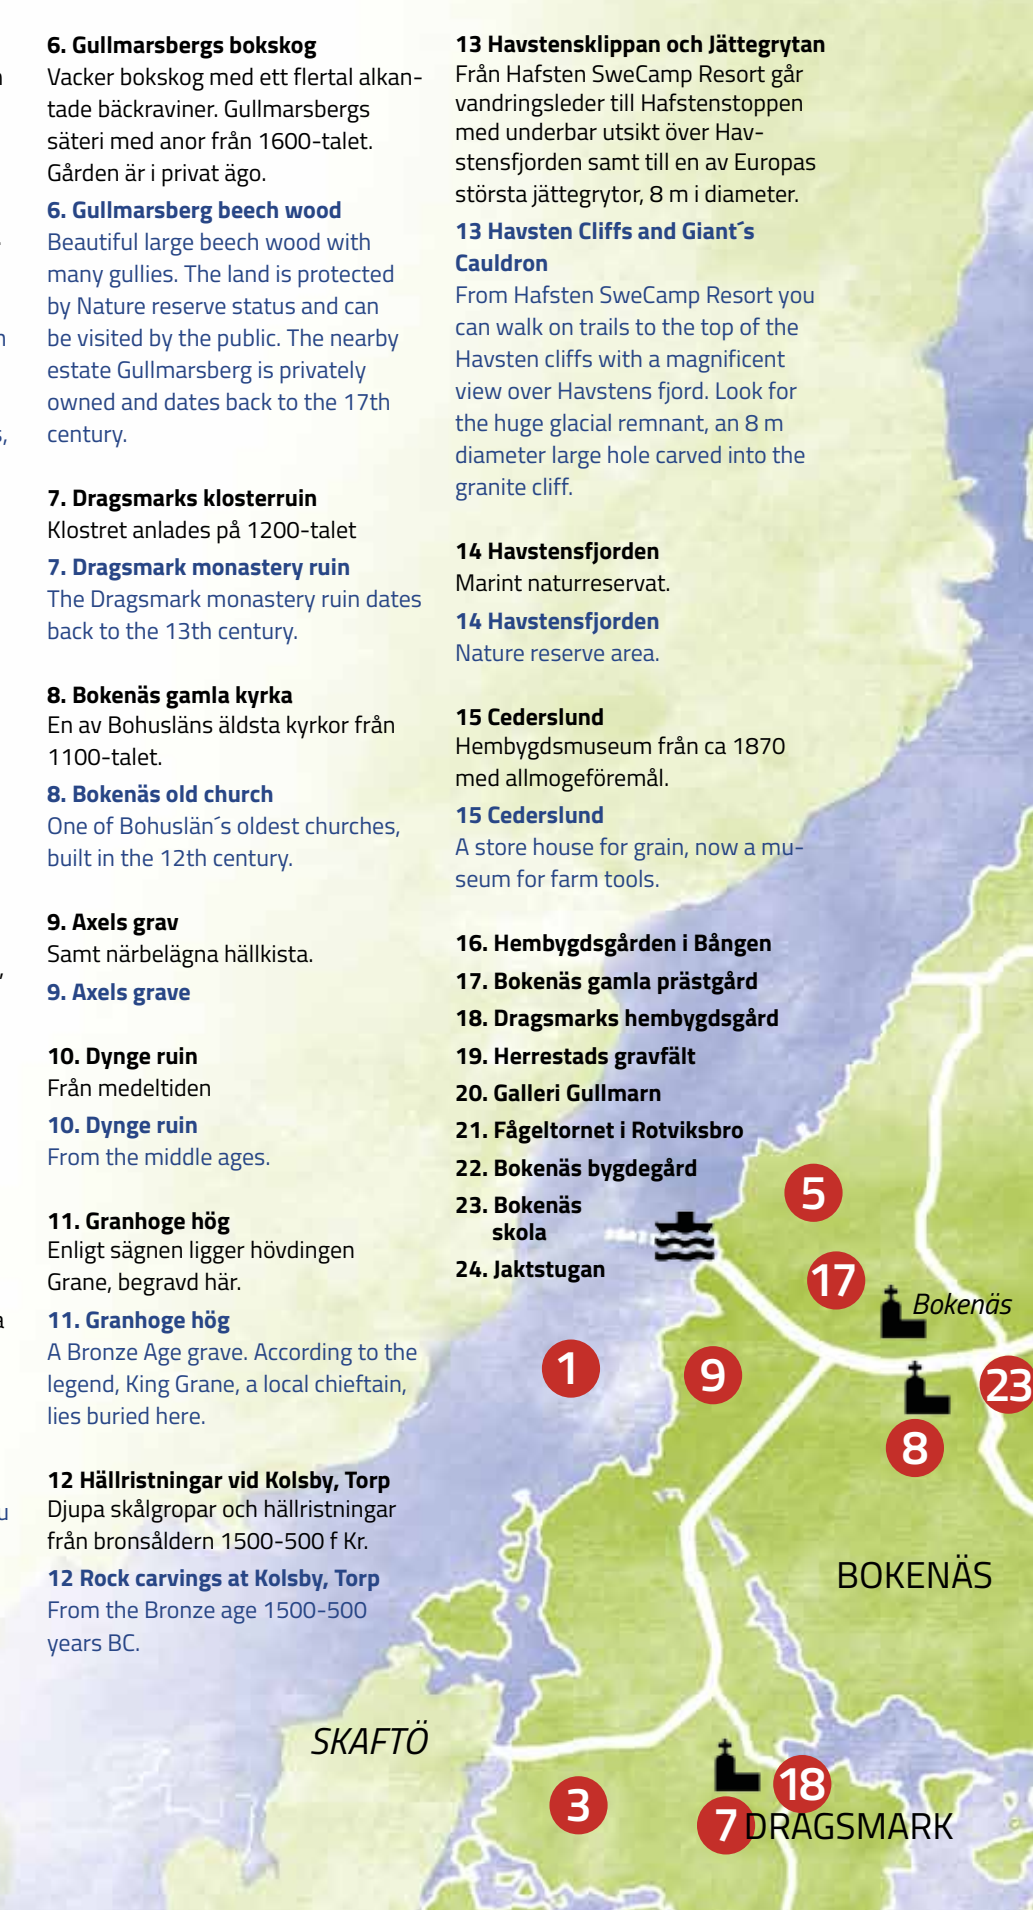 6. Gullmarsbergs bokskog
Vacker bokskog med ett flertal alkan-
tade bäckraviner. Gullmarsbergs
säteri med anor från 1600-talet.
Gården är i privat ägo.
6. Gullmarsberg beech wood
Beautiful large beech wood with
many gullies. The land is protected
by Nature reserve status and can
be visited by the public. The nearby
estate Gullmarsberg is privately
owned and dates back to the 17th
century.
7. Dragsmarks klosterruin
Klostret anlades på 1200-talet
7. Dragsmark monastery ruin
The Dragsmark monastery ruin dates
back to the 13th century.
8. Bokenäs gamla kyrka
En av Bohusläns äldsta kyrkor från
1100-talet.
8. Bokenäs old church
One of Bohuslän´s oldest churches,
built in the 12th century.
9. Axels grav
Samt närbelägna hällkista.
9. Axels grave
10. Dynge ruin
Från medeltiden
10. Dynge ruin
From the middle ages.
11. Granhoge hög
Enligt sägnen ligger hövdingen
Grane, begravd här.
11. Granhoge hög
A Bronze Age grave. According to the
legend, King Grane, a local chieftain,
lies buried here.
12 Hällristningar vid Kolsby, Torp
Djupa skålgropar och hällristningar
från bronsåldern 1500-500 f Kr.
12 Rock carvings at Kolsby, Torp
From the Bronze age 1500-500
years BC.
13 Havstensklippan och Jättegrytan
Från Hafsten SweCamp Resort går
vandringsleder till Hafstenstoppen
med underbar utsikt över Hav-
stensfjorden samt till en av Europas
största jättegrytor, 8 m i diameter.
13 Havsten Cliffs and Giant´s
Cauldron
From Hafsten SweCamp Resort you
can walk on trails to the top of the
Havsten cliffs with a magnificent
view over Havstens fjord. Look for
the huge glacial remnant, an 8 m
diameter large hole carved into the
granite cliff.
14 Havstensfjorden
Marint naturreservat.
14 Havstensfjorden
Nature reserve area.
15 Cederslund
Hembygdsmuseum från ca 1870
med allmogeföremål.
15 Cederslund
A store house for grain, now a mu-
seum for farm tools.
16. Hembygdsgården i Bången
17. Bokenäs gamla prästgård
18. Dragsmarks hembygdsgård
19. Herrestads gravfält
20. Galleri Gullmarn
21. Fågeltornet i Rotviksbro
22. Bokenäs bygdegård
23. Bokenäs
skola
24. Jaktstugan
5
17
Bokenäs
1
9
23
8
BOKENÄS
SKAFTÖ
3
18
7 DRAGSMARK